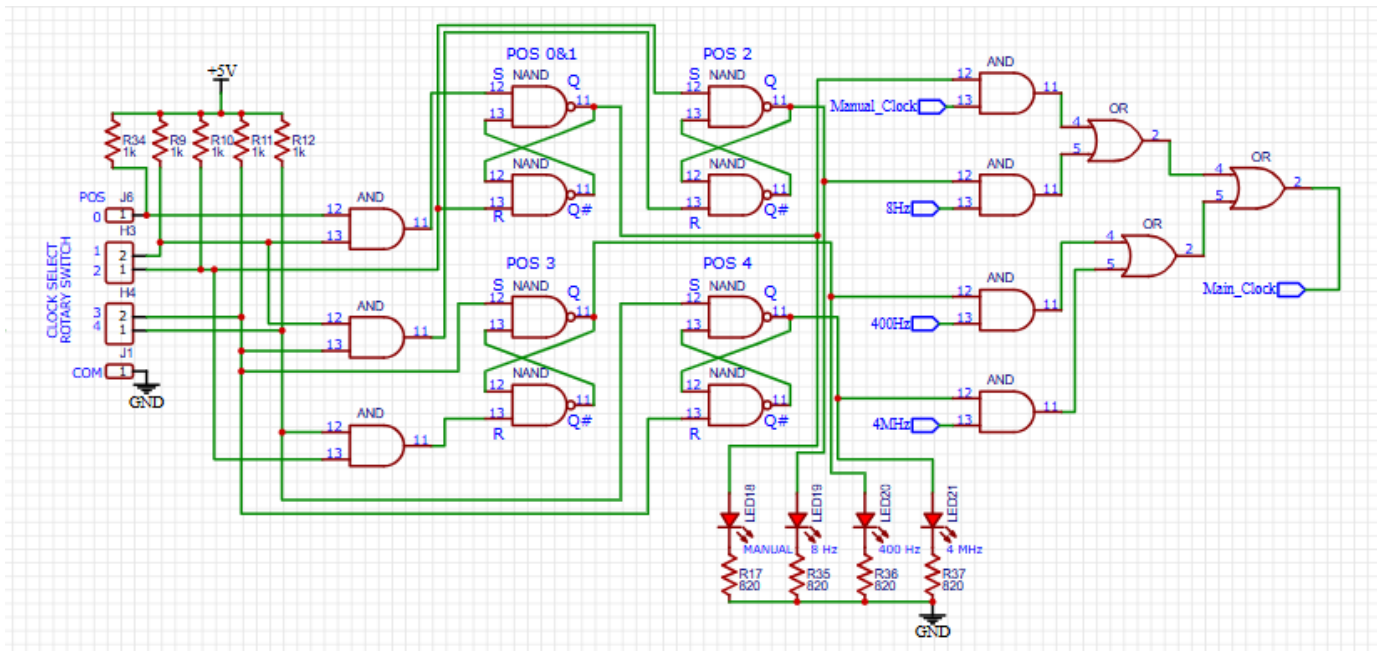 +5V
R34
1k
R9
1k
R10
1k
R11
1k
R12
1k
POS
J6
0
1
H3
1
2
2
1
H4
3
2
4
1
J1
COM
1
GND
CLOCK SELECT
ROTARY SWITCH
AND
12
13
11
AND
12
13
11
AND
12
13
11
POS 0&1
S
NAND
Q
12
13
11
NAND
12
13
11
R
Q#
POS 2
S
NAND
Q
12
13
11
NAND
12
13
11
R
Q#
POS 3
S
NAND
Q
12
13
11
NAND
12
13
11
R
Q#
POS 4
S
NAND
Q
12
13
11
NAND
12
13
11
R
Q#
AND
12
Manual_Clock
13
11
AND
12
8Hz
13
11
AND
12
400Hz
13
11
AND
12
4MHz
13
11
OR
4
5
2
OR
4
5
2
OR
4
5
2
Main_Clock
LED18
MANUAL
R17
820
LED19
8 Hz
R35
820
LED20
400 Hz
R36
820
LED21
4 MHz
R37
820
GND